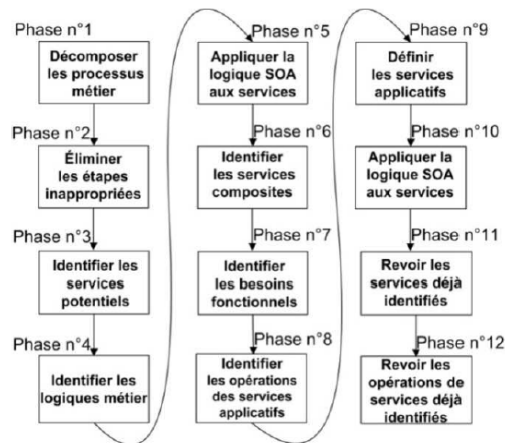 Phase n°1
Décomposer
les processus
métier
Phase n°2
Éliminer
les étapes
inappropriées
Phase n°3
Identifier les
services
potentiels
Phase n°4
Identifier les
logiques métier
Phase n°5
Appliquer la
logique SOA
aux services
Phase n°6
Identifier
les services
composites
Phase n°7
Identifier
les besoins
fonctionnels
Phase n°8
Identifier
les opérations
des services
applicatifs
Phase n°9
Définir
les services
applicatifs
Phase n°10
Appliquer la
logique SOA
aux services
Phase n°11
Revoir les
services déjà
identifiés
Phase n°12
Revoir les
opérations de
services déjà
identifiés